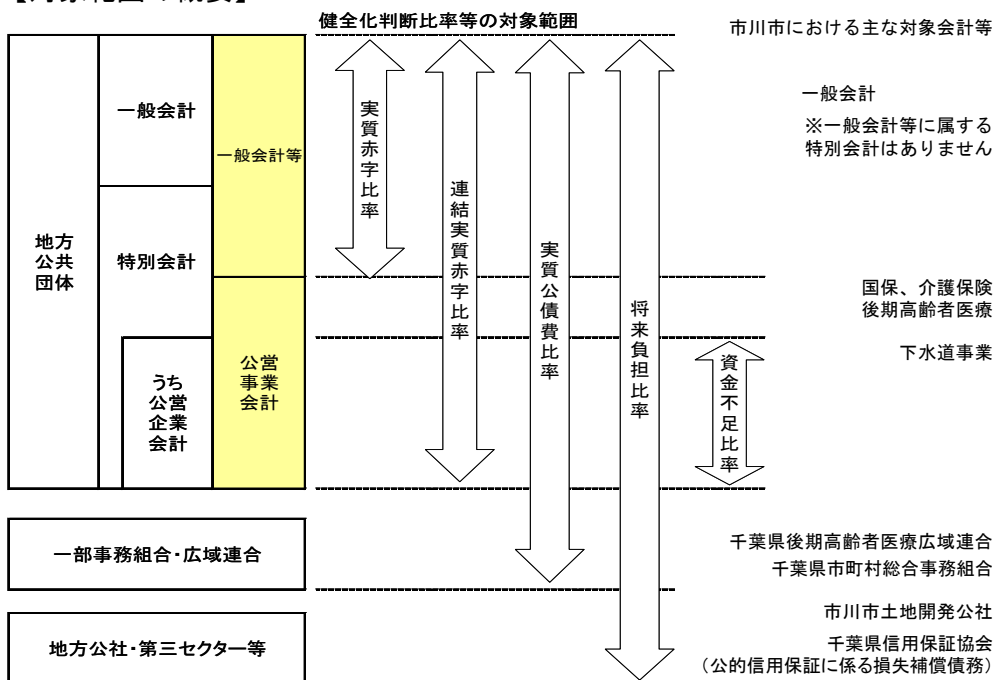 健全化判断比率等の対象範囲
市川市における主な対象会計等
地方
公共
団体
一般会計
特別会計
うち
公営
企業
会計
一般会計等
公営
事業
会計
実質赤字比率
連結実質赤字比率
実質公債費比率
将来負担比率
資金不足比率
一般会計
※一般会計等に属する
特別会計はありません
国保、介護保険
後期高齢者医療
下水道事業
一部事務組合・広域連合
千葉県後期高齢者医療広域連合
千葉県市町村総合事務組合
地方公社・第三セクター等
市川市土地開発公社
千葉県信用保証協会
（公的信用保証に係る損失補償債務）